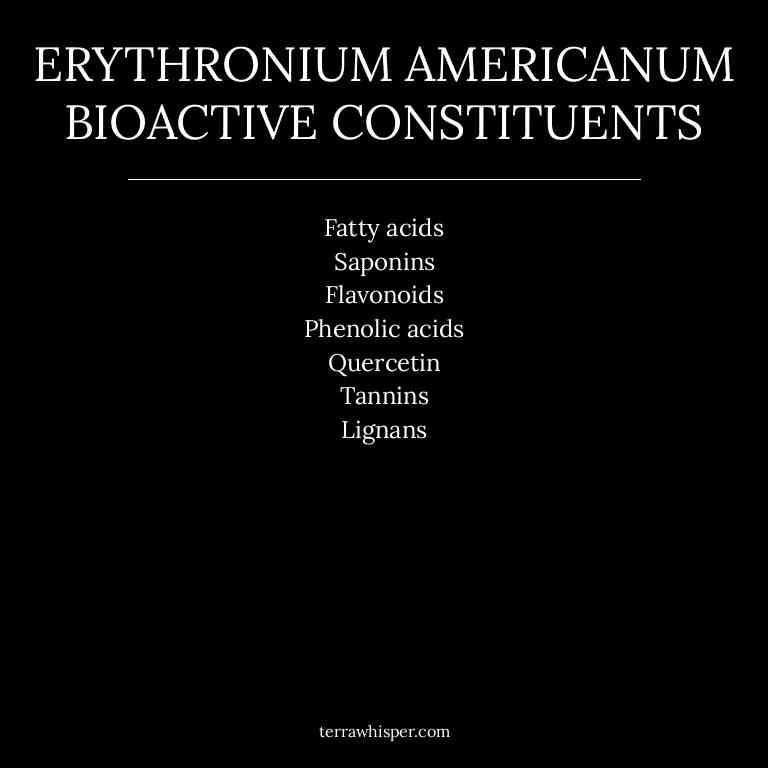 ERYTHRONIUM AMERICANUM
BIOACTIVE CONSTITUENTS
Fatty acids
Saponins
Flavonoids
Phenolic acids
Quercetin
Tannins
Lignans
terrawhisper.com